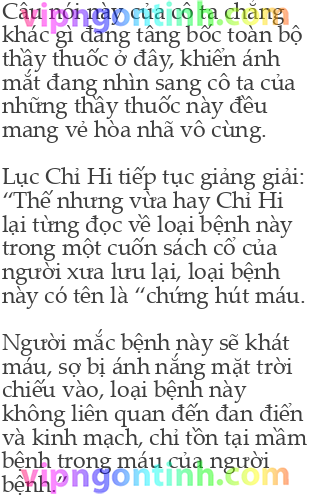 Câu nói này của cô ta chẳng
vipngontinh.com
khác gì đang tâng bốc toàn bộ
thầy thuốc ở đây, khiến ánh
mắt đang nhìn sang cô ta của
những thầy thuốc này đều
mang vẻ hòa nhã vô cùng.
Lục Chỉ Hi tiếp tục giảng giải:
“Thế nhưng vừa hay Chỉ Hi
lại từng đọc về loại bệnh này
trong một cuốn sách cổ của
người xưa lưu lại, loại bệnh
này có tên là “chứng hút máu.
Người mắc bệnh này sẽ khát
máu, sợ bị ánh nắng mặt trời
chiếu vào, loại bệnh này
không liên quan đến đan điển
và kinh mạch, chỉ tồn tại mầm
bệnh trong máu của người
vipngontinh.com
bệnh.”